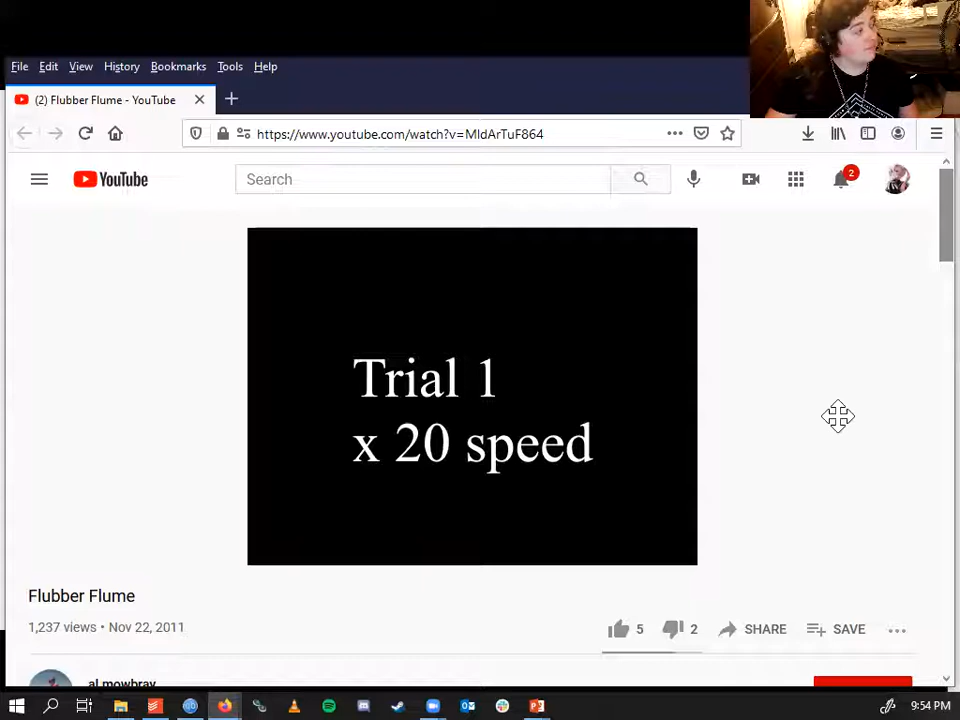 File Edit View History Bookmarks Tools Help
(2) Flubber Flume - YouTube
https://www.youtube.com/watch?v=MIdArTuF864
YouTube
Search
2
Trial 1
x 20 speed
Flubber Flume
1,237 views • Nov 22, 2011
5 2 SHARE SAVE
al mowbray
9:54 PM